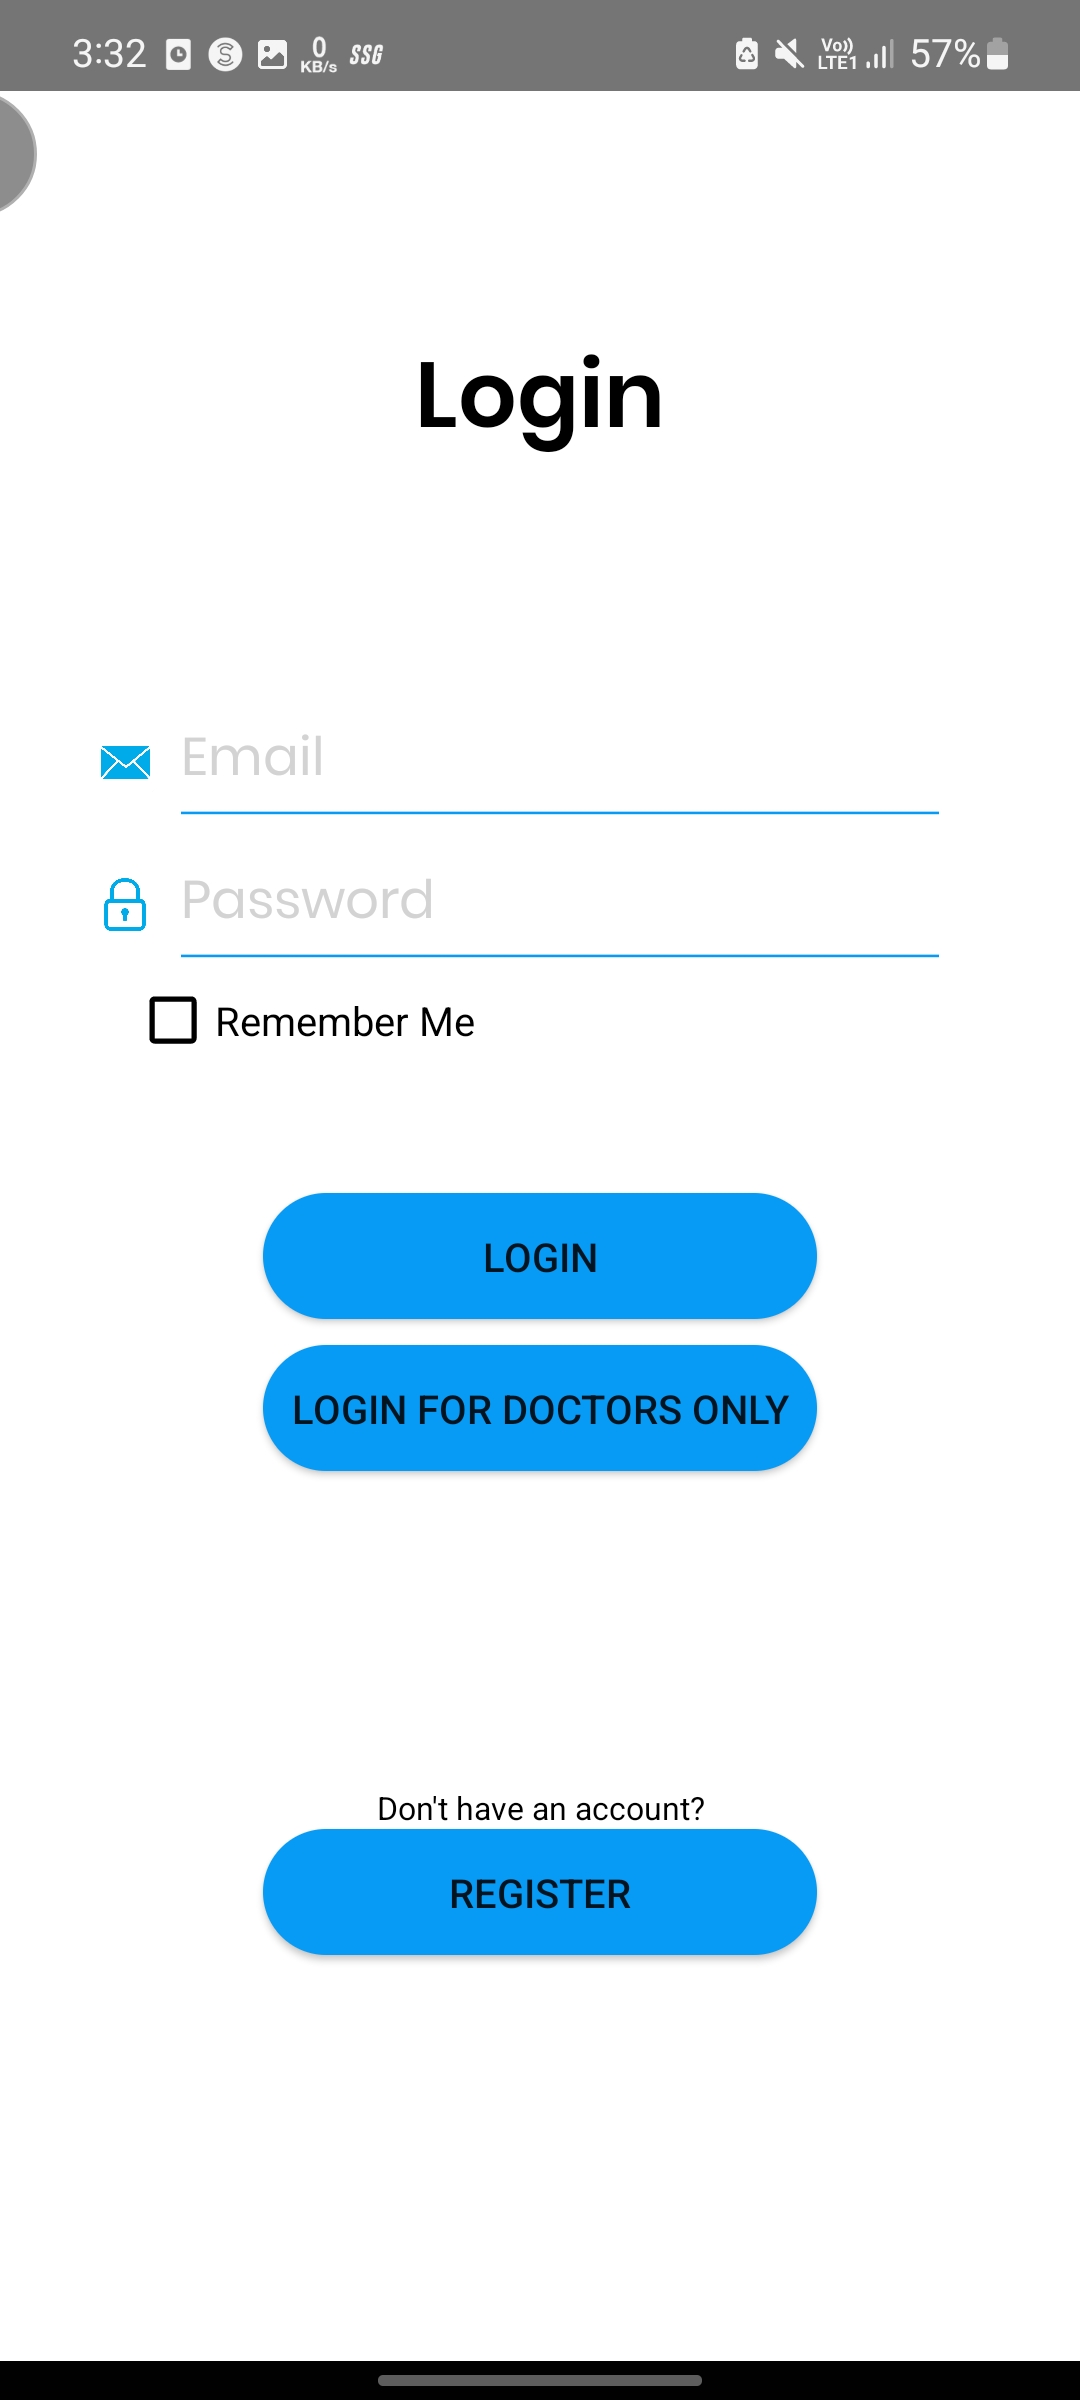 3:32 0 KB/s SSG Vo)) LTE1 57%
Login
Email
Password
Remember Me
LOGIN
LOGIN FOR DOCTORS ONLY
Don't have an account?
REGISTER